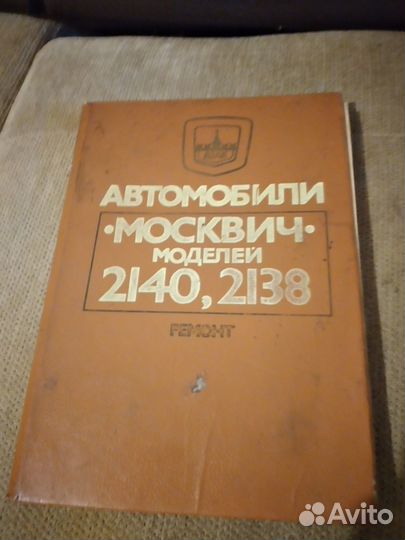 АВТОМОБИЛИ
·МОСКВИЧ·
МОДЕЛЕЙ
2140, 2138
РЕМОНТ
Avito